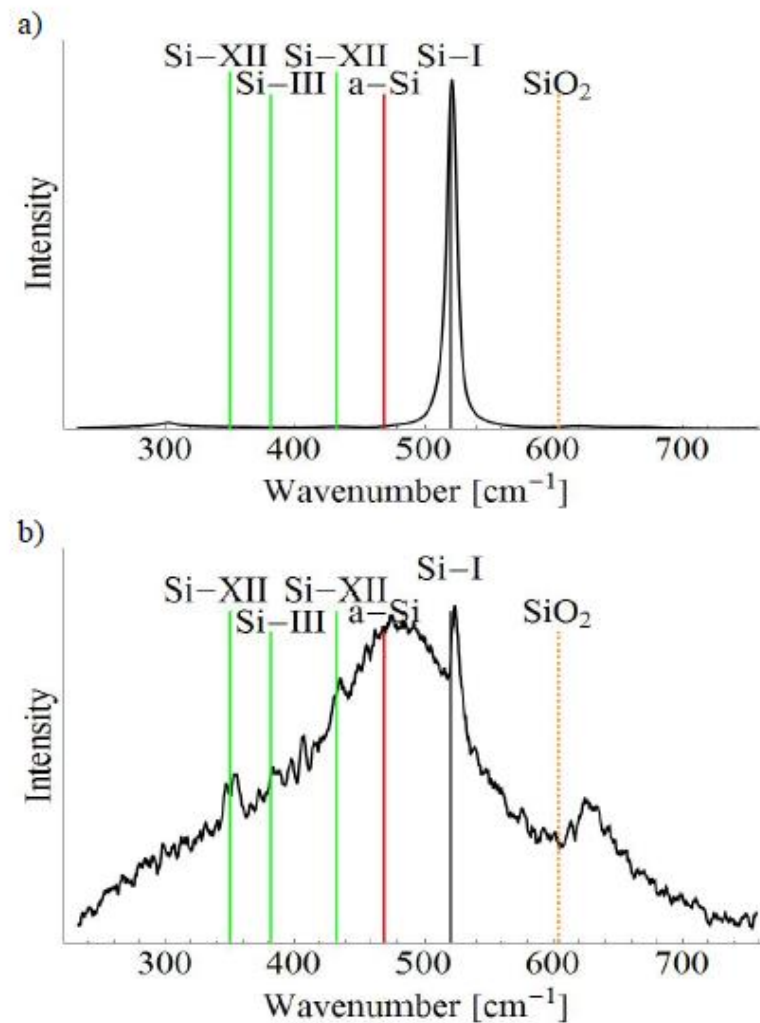 a)
Si−XII Si−XII Si−I
Si−III a−Si SiO₂
Intensity
300 400 500 600 700
Wavenumber [cm⁻¹]
b)
Si−I
Si−XII Si−XII
Si−III a−Si SiO₂
Intensity
300 400 500 600 700
Wavenumber [cm⁻¹]